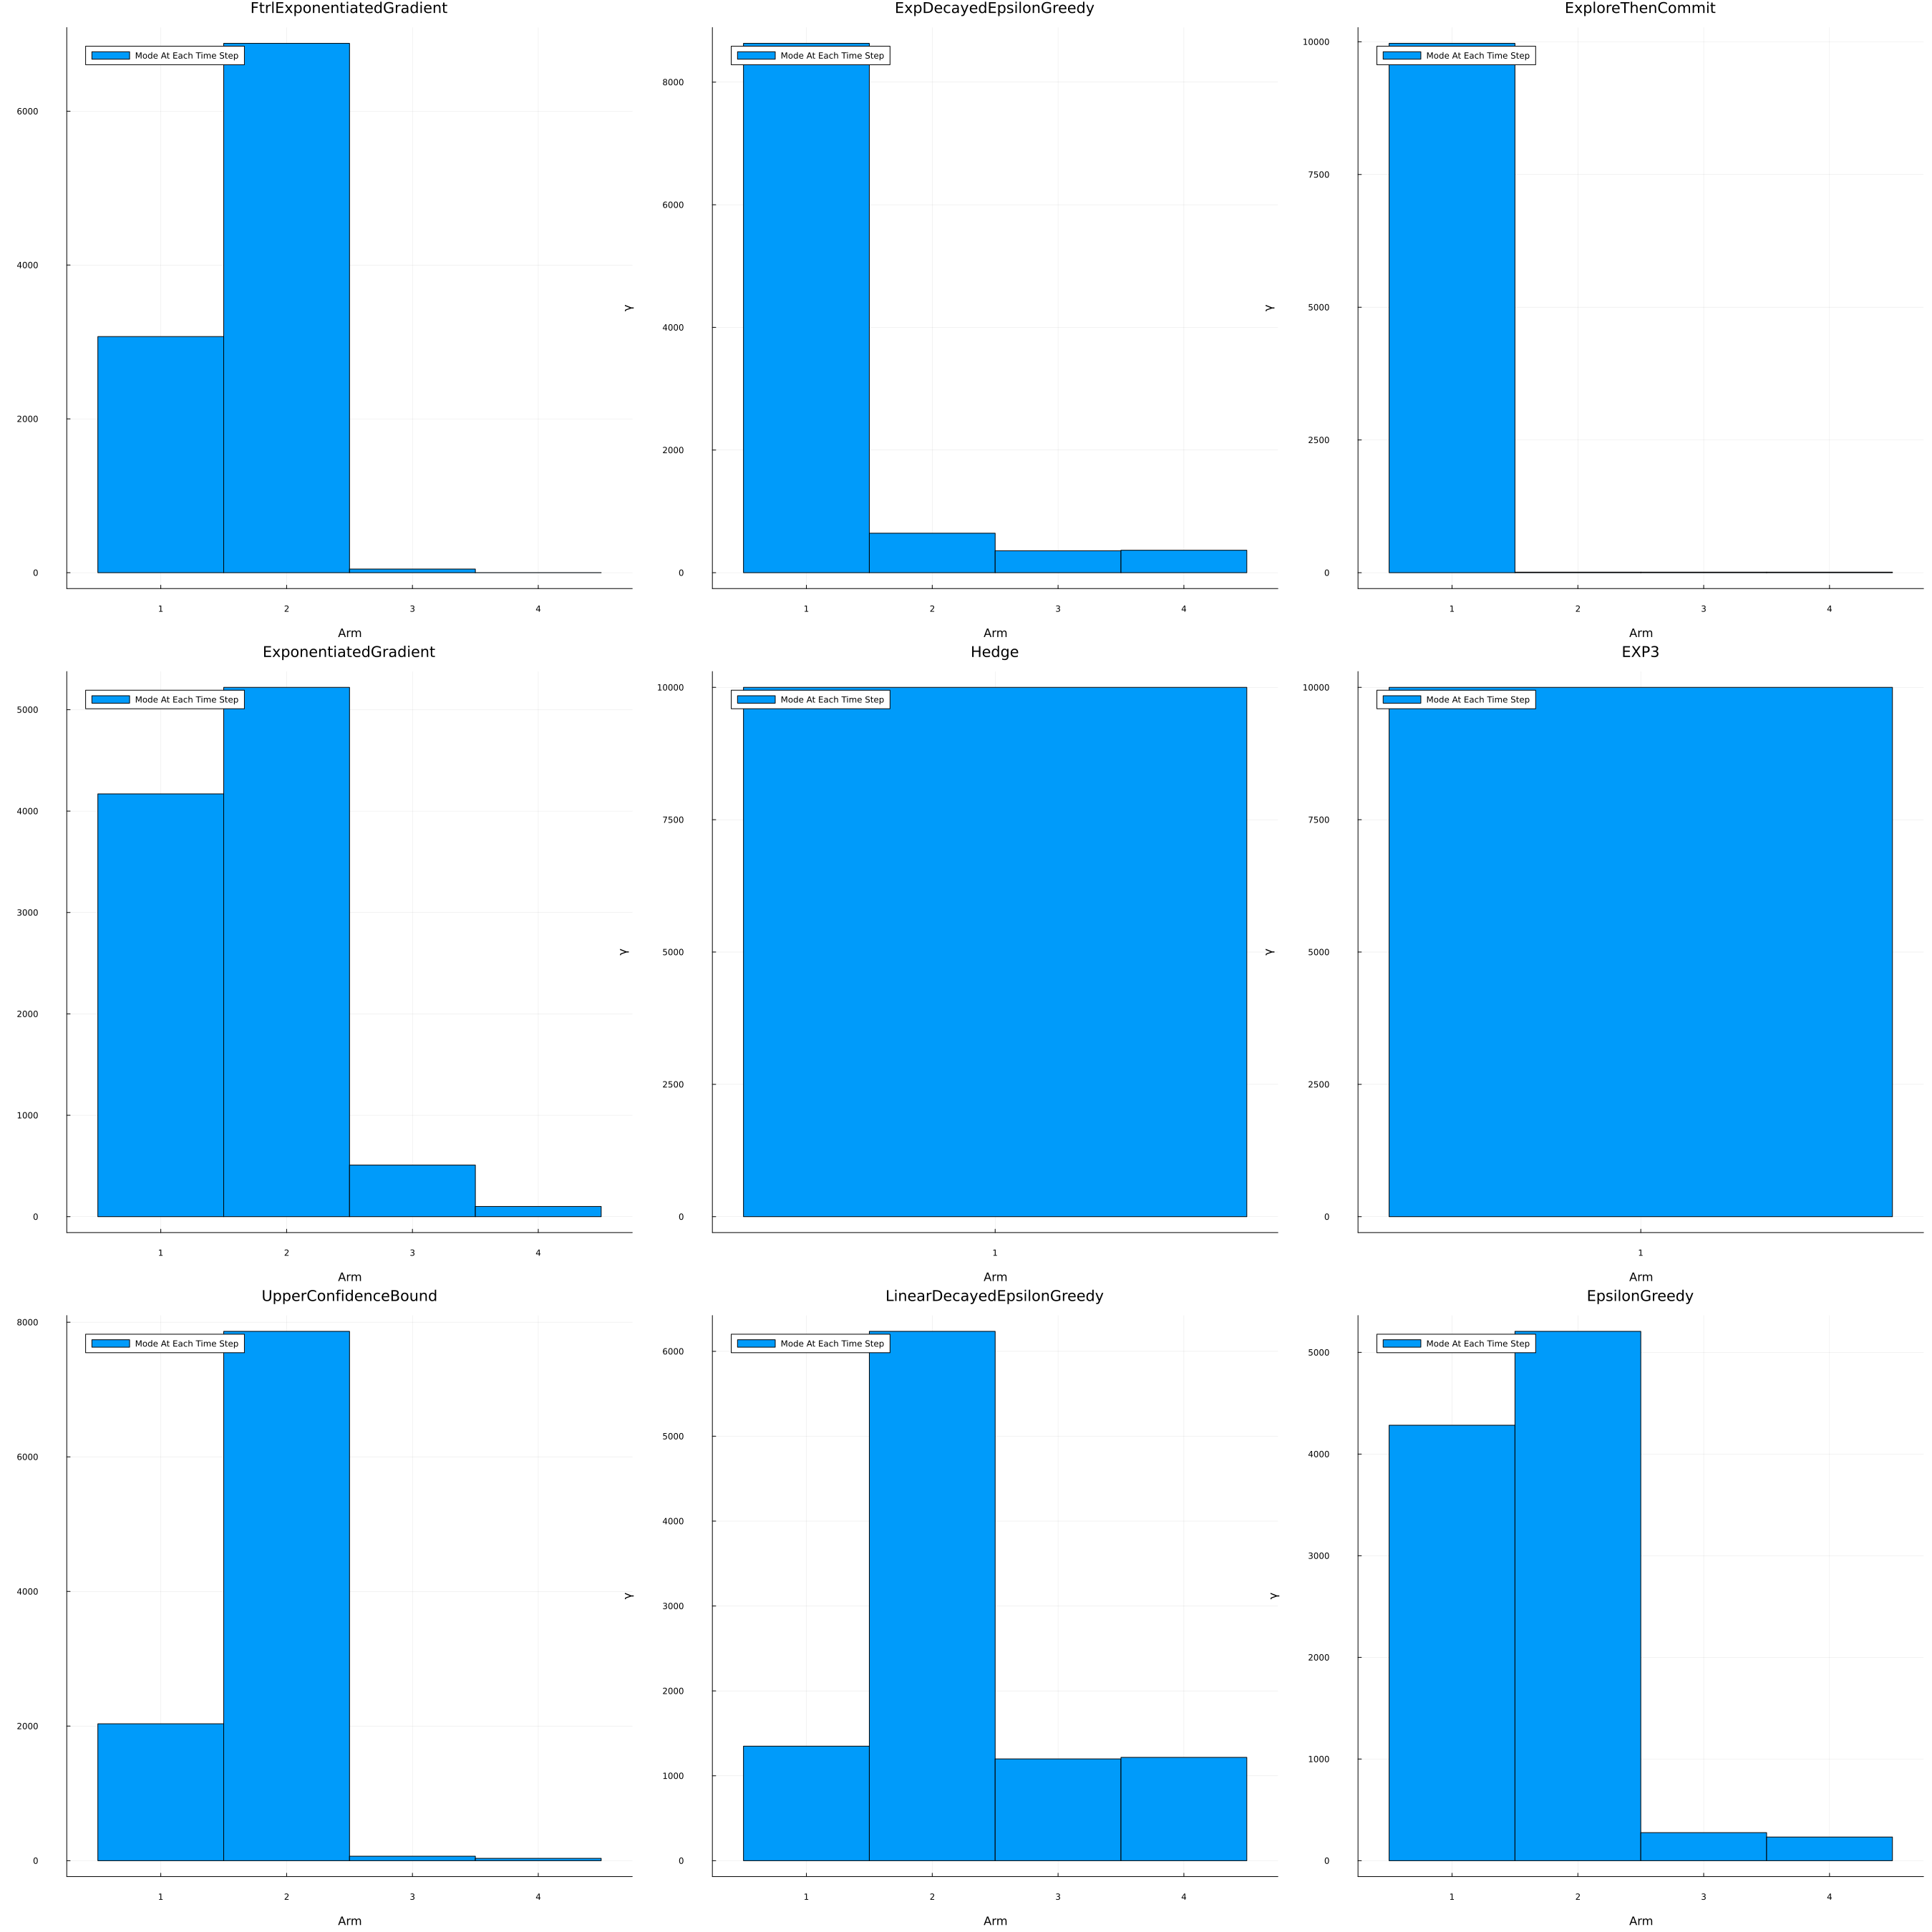 FtrlExponentiatedGradient
Mode At Each Time Step
6000
4000
2000
0
1 2 3 4
Arm
ExpDecayedEpsilonGreedy
Mode At Each Time Step
8000
6000
γ
4000
2000
0
1 2 3 4
Arm
ExploreThenCommit
Mode At Each Time Step
10000
7500
γ
5000
2500
0
1 2 3 4
Arm
ExponentiatedGradient
Mode At Each Time Step
5000
4000
3000
2000
1000
0
1 2 3 4
Arm
Hedge
Mode At Each Time Step
10000
7500
γ
5000
2500
0
1
Arm
EXP3
Mode At Each Time Step
10000
7500
γ
5000
2500
0
1
Arm
UpperConfidenceBound
Mode At Each Time Step
8000
6000
4000
2000
0
1 2 3 4
Arm
LinearDecayedEpsilonGreedy
Mode At Each Time Step
6000
5000
4000
γ
3000
2000
1000
0
1 2 3 4
Arm
EpsilonGreedy
Mode At Each Time Step
5000
4000
γ
3000
2000
1000
0
1 2 3 4
Arm